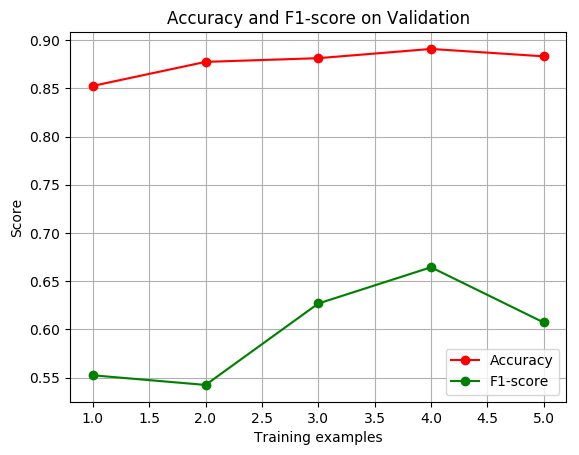 Accuracy and F1-score on Validation
0.90
0.85
0.80
0.75
0.70
0.65
0.60
0.55
Score
Accuracy
F1-score
1.0 1.5 2.0 2.5 3.0 3.5 4.0 4.5 5.0
Training examples